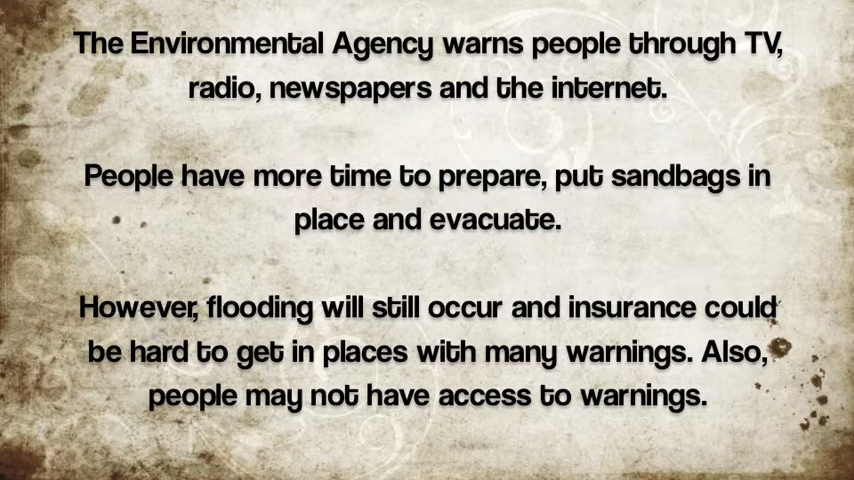 The Environmental Agency warns people through TV,
radio, newspapers and the internet.
People have more time to prepare, put sandbags in
place and evacuate.
However, flooding will still occur and insurance could
be hard to get in places with many warnings. Also,
people may not have access to warnings.